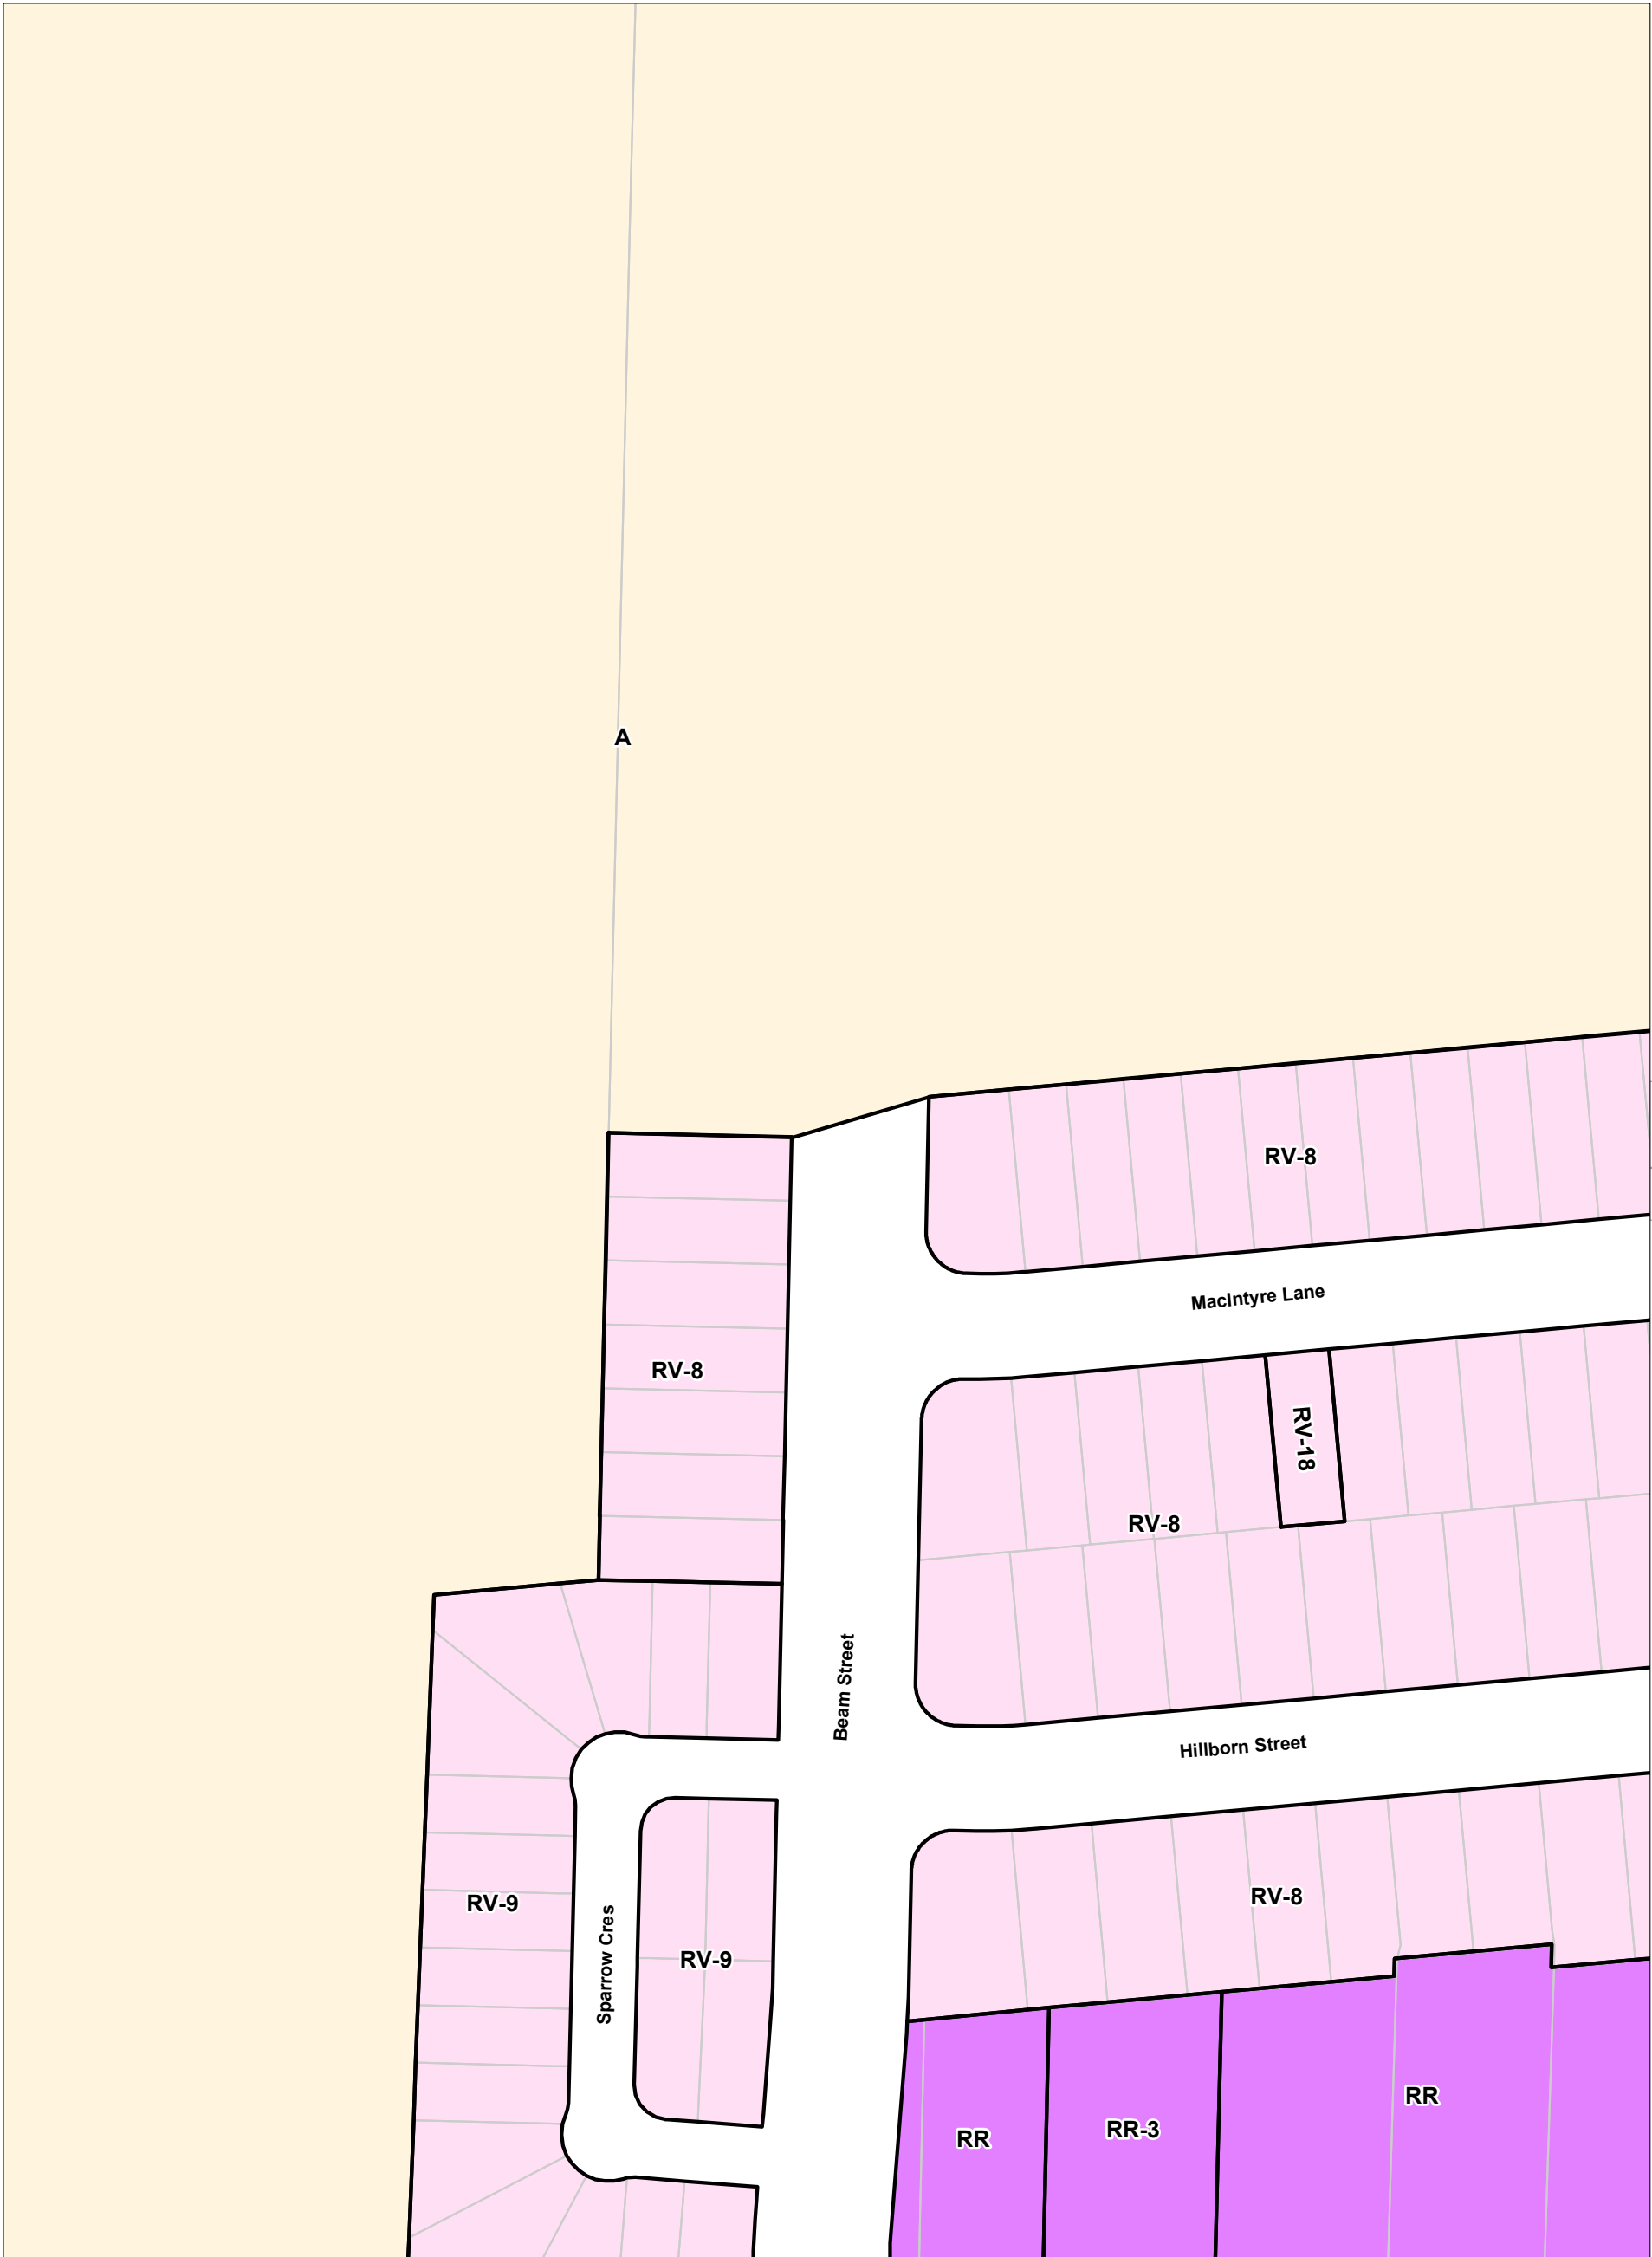 A
RV-8
MacIntyre Lane
RV-8
RV-18
RV-8
Beam Street
Hillborn Street
RV-9
RV-8
Sparrow Cres
RV-9
RR
RR-3
RR